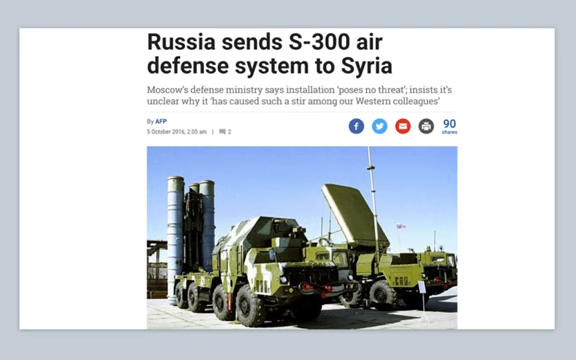 Russia sends S-300 air
defense system to Syria
Moscow's defense ministry says installation 'poses no threat'; insists it's
unclear why it 'has caused such a stir among our Western colleagues'
By AFP
5 October 2016, 2:05 am | 2
90
shares